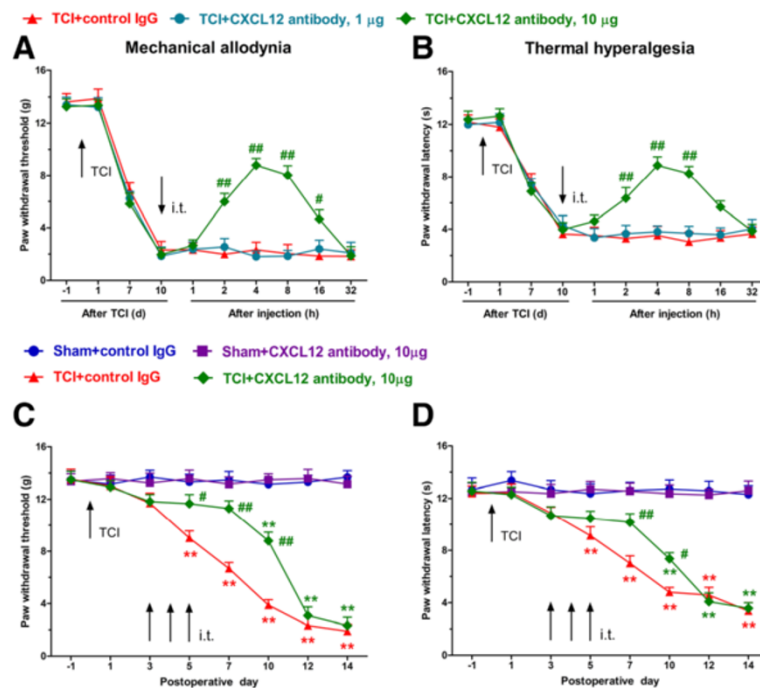 TCI+control IgG TCI+CXCL12 antibody, 1 μg TCI+CXCL12 antibody, 10 μg
A Mechanical allodynia
Paw withdrawal threshold (g)
16
12
8
4
0
TCI
i.t.
##
##
##
#
-1 1 7 10 1 2 4 8 16 32
After TCI (d) After injection (h)
B Thermal hyperalgesia
Paw withdrawal latency (s)
16
12
8
4
0
TCI
i.t.
##
##
##
-1 1 7 10 1 2 4 8 16 32
After TCI (d) After injection (h)
Sham+control IgG Sham+CXCL12 antibody, 10μg
TCI+control IgG TCI+CXCL12 antibody, 10μg
C
Paw withdrawal threshold (g)
16
12
8
4
0
TCI
i.t.
#
##
**
##
**
**
**
**
**
**
**
-1 1 3 5 7 10 12 14
Postoperative day
D
Paw withdrawal latency (s)
16
12
8
4
0
TCI
i.t.
##
#
**
**
**
**
**
**
**
**
-1 1 3 5 7 10 12 14
Postoperative day